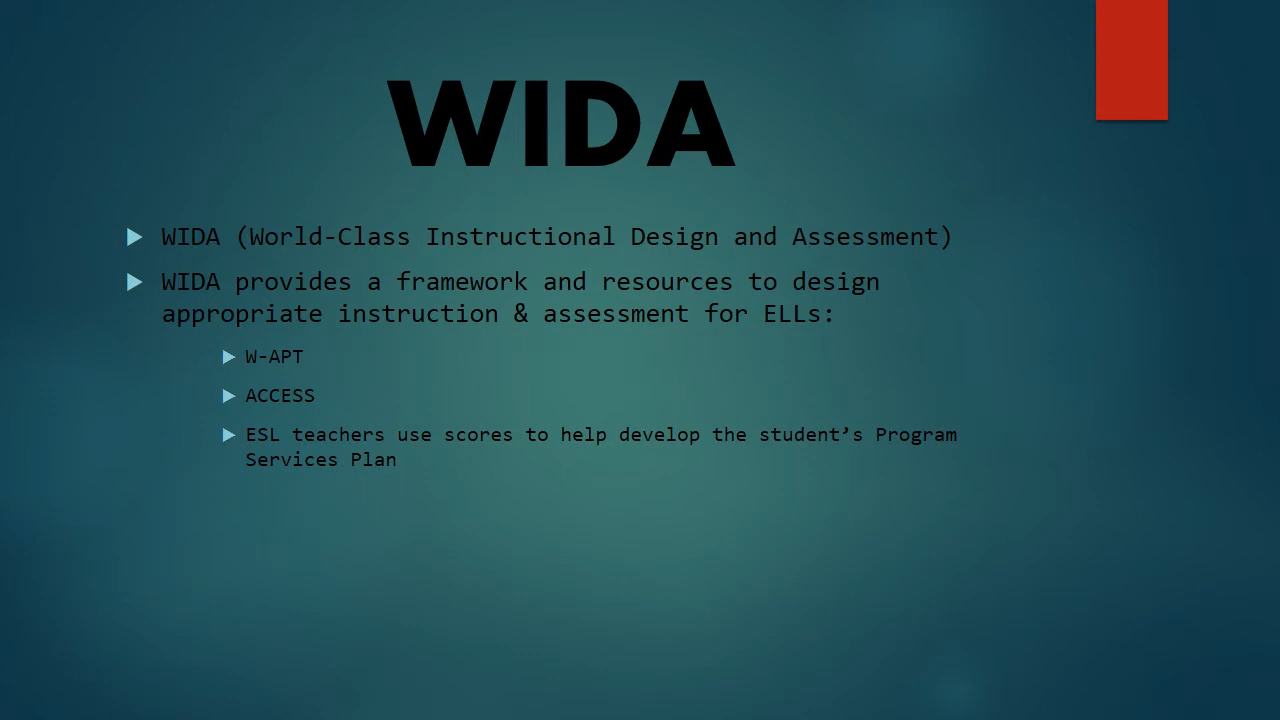 WIDA
WIDA (World-Class Instructional Design and Assessment)
WIDA provides a framework and resources to design
appropriate instruction & assessment for ELLs:
W-APT
ACCESS
ESL teachers use scores to help develop the student’s Program
Services Plan